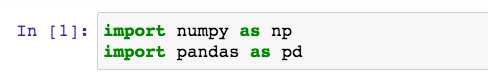 In [1]: import numpy as np
import pandas as pd